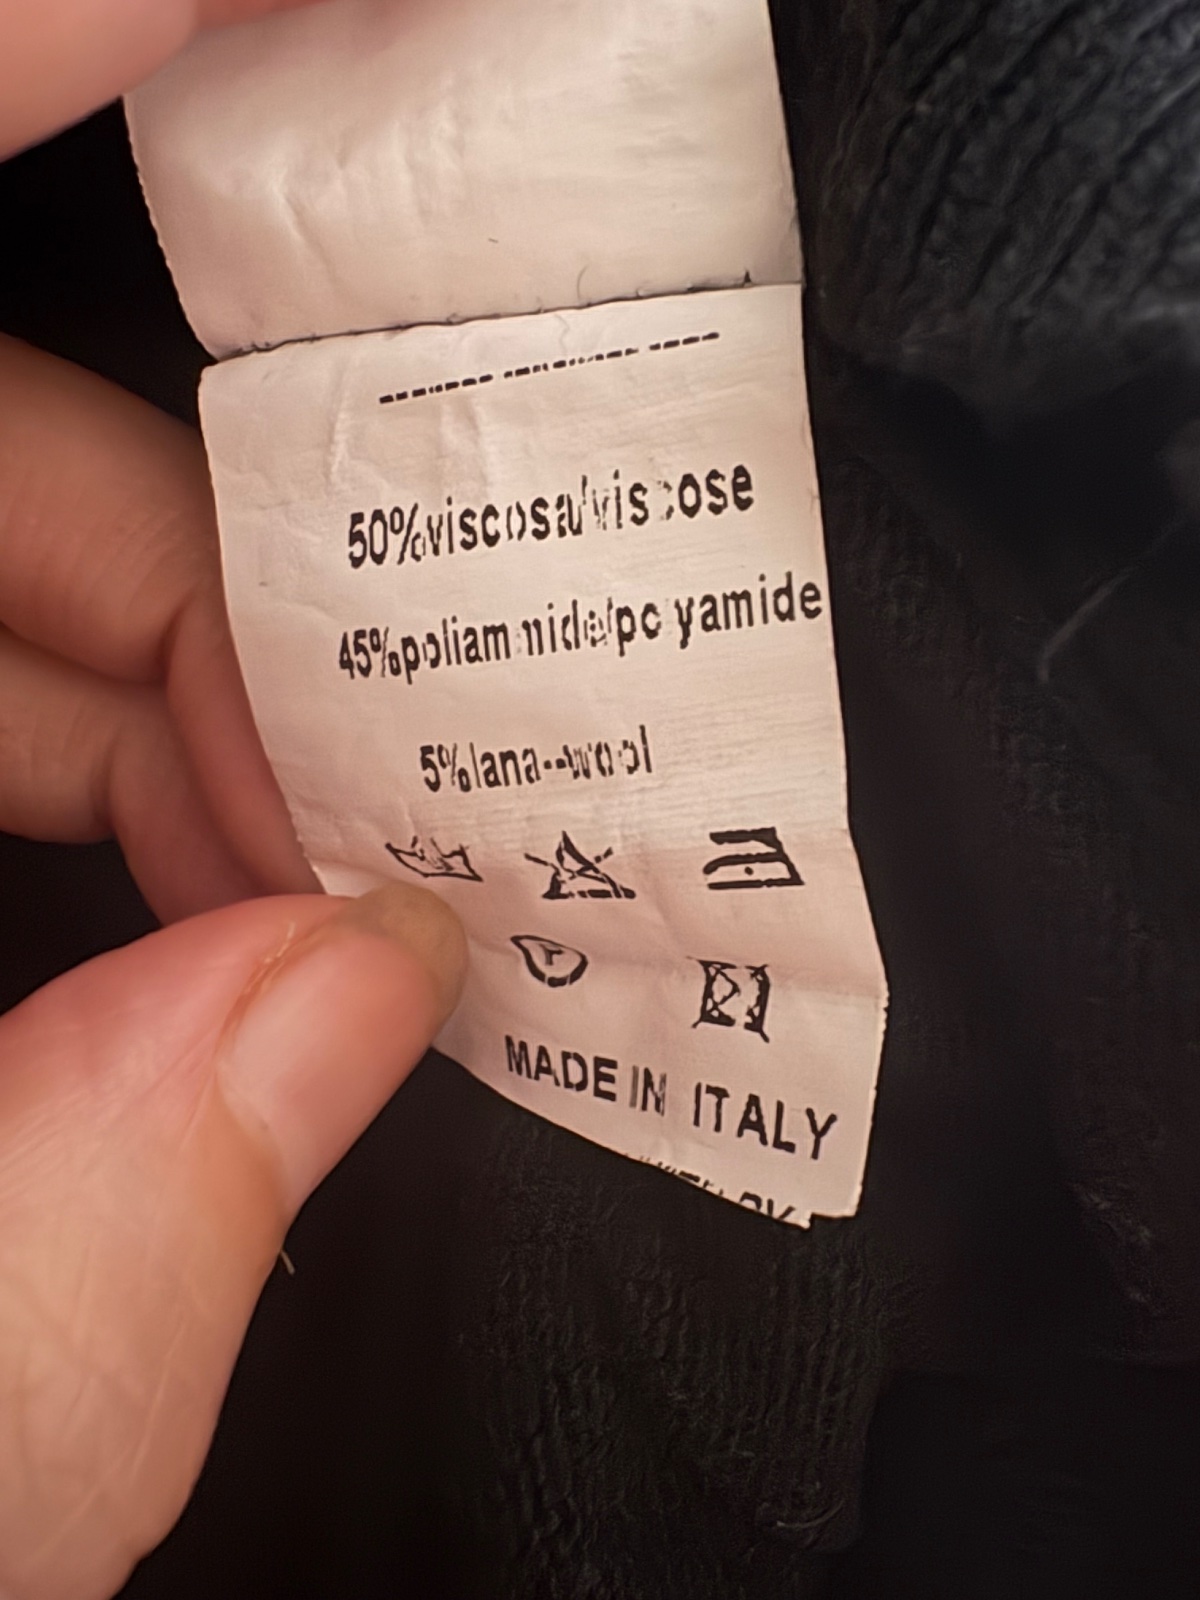 50%viscosa/viscose
45%poliammide/polyamide
5%lana--wool
MADE IN ITALY